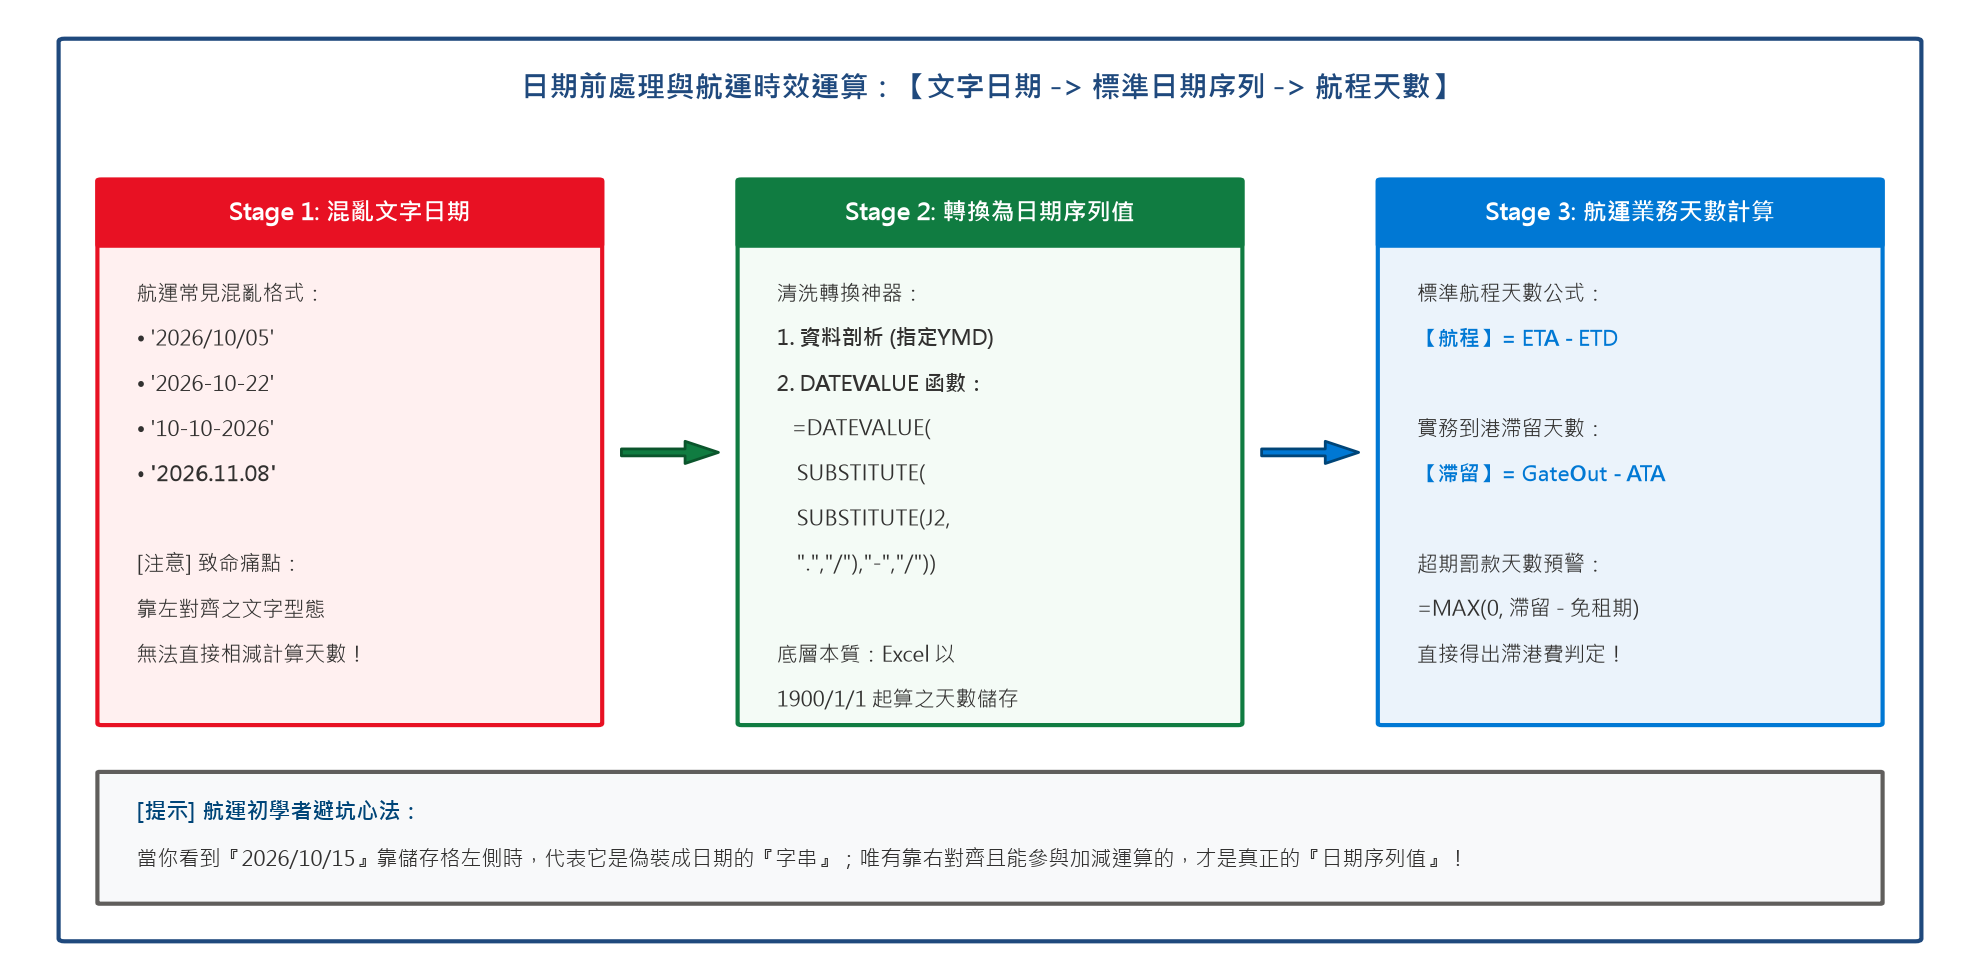 日期前處理與航運時效運算：【文字日期 -> 標準日期序列 -> 航程天數】
Stage 1: 混亂文字日期
航運常見混亂格式：
• '2026/10/05'
• '2026-10-22'
• '10-10-2026'
• '2026.11.08'
[注意] 致命痛點：
靠左對齊之文字型態
無法直接相減計算天數！
Stage 2: 轉換為日期序列值
清洗轉換神器：
1. 資料剖析 (指定YMD)
2. DATEVALUE 函數：
=DATEVALUE(
SUBSTITUTE(
SUBSTITUTE(J2,
".","/"),"-","/"))
底層本質：Excel 以
1900/1/1 起算之天數儲存
Stage 3: 航運業務天數計算
標準航程天數公式：
【航程】= ETA - ETD
實務到港滯留天數：
【滯留】= GateOut - ATA
超期罰款天數預警：
=MAX(0, 滯留 - 免租期)
直接得出滯港費判定！
[提示] 航運初學者避坑心法：
當你看到『2026/10/15』靠儲存格左側時，代表它是偽裝成日期的『字串』；唯有靠右對齊且能參與加減運算的，才是真正的『日期序列值』！